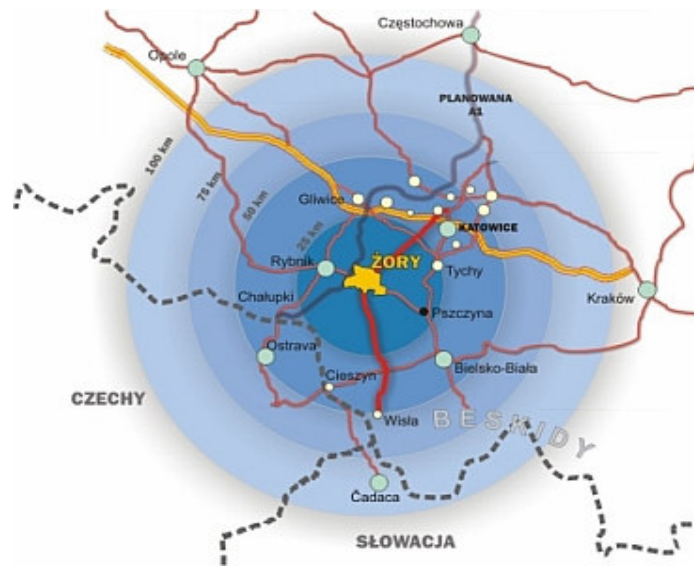 Częstochowa
Opole
PLANOWANA
A1
100 km
75 km
50 km
25 km
Gliwice
KATOWICE
Rybnik
ŻORY
Tychy
Chałupki
Kraków
Pszczyna
Ostrava
Cieszyn
Bielsko-Biała
CZECHY
Wisła
BESKIDY
Čadaca
SŁOWACJA